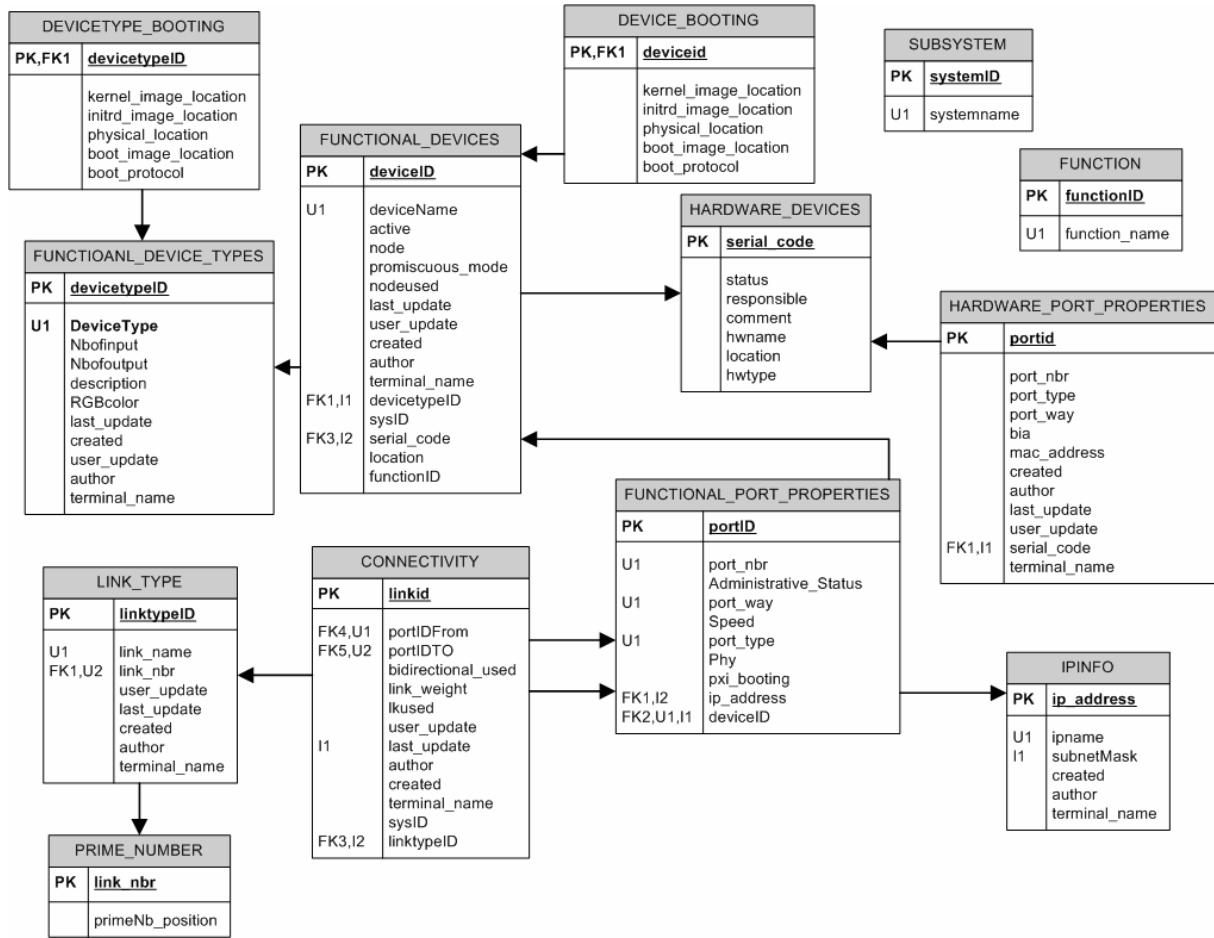 DEVICETYPE_BOOTING
PK,FK1 devicetypeID
kernel_image_location
initrd_image_location
physical_location
boot_image_location
boot_protocol
DEVICE_BOOTING
PK,FK1 deviceid
kernel_image_location
initrd_image_location
physical_location
boot_image_location
boot_protocol
SUBSYSTEM
PK systemID
U1 systemname
FUNCTION
PK functionID
U1 function_name
FUNCTIONAL_DEVICES
PK deviceID
U1 deviceName
active
node
promiscuous_mode
nodeused
last_update
user_update
created
author
terminal_name
FK1,I1 devicetypeID
sysID
FK3,I2 serial_code
location
functionID
HARDWARE_DEVICES
PK serial_code
status
responsible
comment
hwname
location
hwtype
FUNCTIOANL_DEVICE_TYPES
PK devicetypeID
U1 DeviceType
Nbofinput
Nbofoutput
description
RGBcolor
last_update
created
user_update
author
terminal_name
HARDWARE_PORT_PROPERTIES
PK portid
port_nbr
port_type
port_way
bia
mac_address
created
author
last_update
user_update
FK1,I1 serial_code
terminal_name
FUNCTIONAL_PORT_PROPERTIES
PK portID
U1 port_nbr
Administrative_Status
U1 port_way
Speed
U1 port_type
Phy
pxi_booting
FK1,I2 ip_address
FK2,U1,I1 deviceID
LINK_TYPE
PK linktypeID
U1 link_name
FK1,U2 link_nbr
user_update
last_update
created
author
terminal_name
CONNECTIVITY
PK linkid
FK4,U1 portIDFrom
FK5,U2 portIDTO
bidirectional_used
link_weight
lkused
user_update
I1 last_update
author
created
terminal_name
sysID
FK3,I2 linktypeID
IPINFO
PK ip_address
U1 ipname
I1 subnetMask
created
author
terminal_name
PRIME_NUMBER
PK link_nbr
primeNb_position